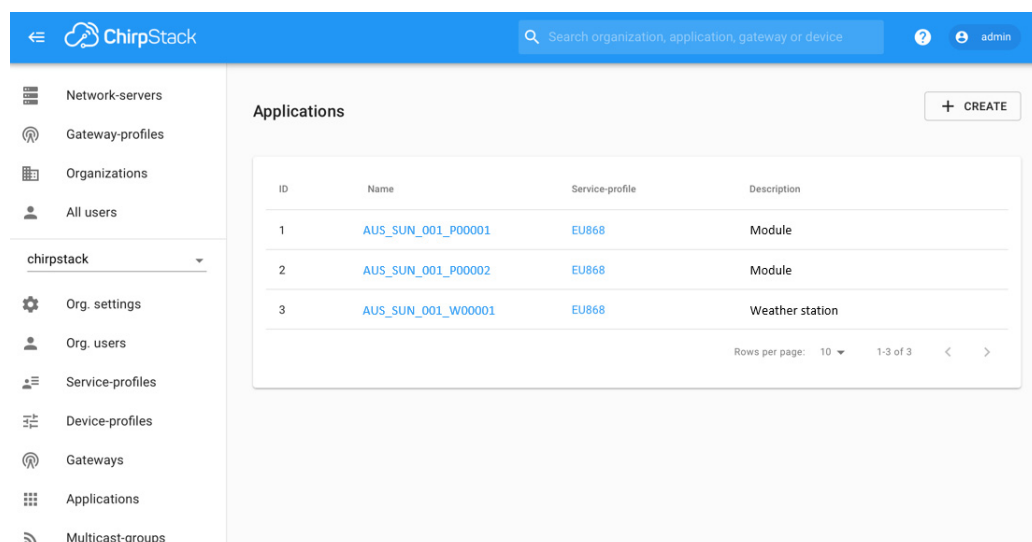 ChirpStack
Search organization, application, gateway or device
? admin
Network-servers
Gateway-profiles
Organizations
All users
chirpstack
Org. settings
Org. users
Service-profiles
Device-profiles
Gateways
Applications
Multicast-groups
Applications
+ CREATE
ID Name Service-profile Description
1 AUS_SUN_001_P00001 EU868 Module
2 AUS_SUN_001_P00002 EU868 Module
3 AUS_SUN_001_W00001 EU868 Weather station
Rows per page: 10 1-3 of 3 < >